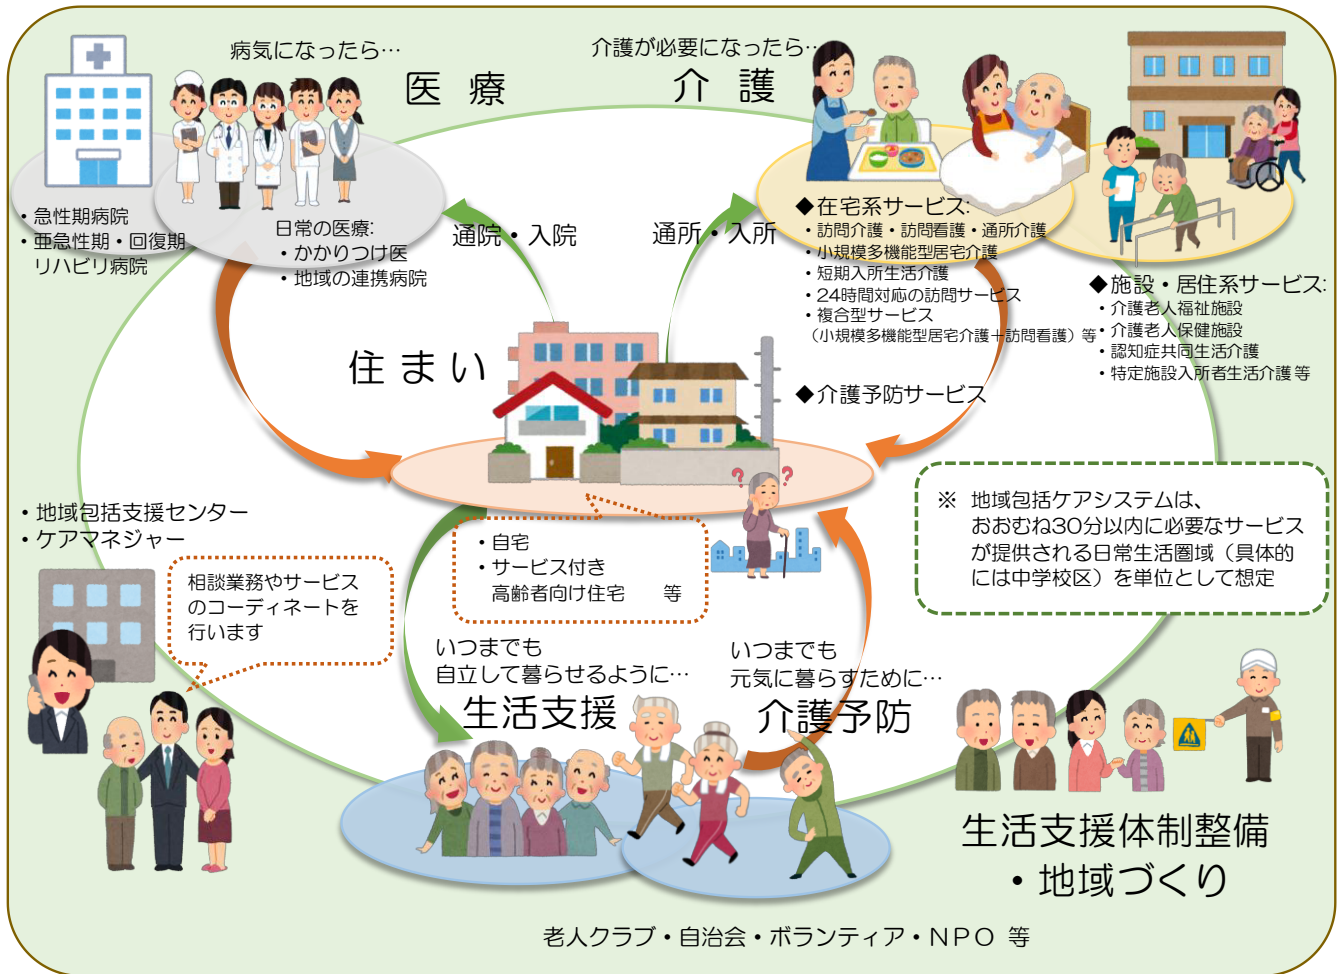 病気になったら…
医療
介護が必要になったら…
介護
・急性期病院
・亜急性期・回復期
リハビリ病院
日常の医療:
・かかりつけ医
・地域の連携病院
通院・入院
通所・入所
◆在宅系サービス:
・訪問介護・訪問看護・通所介護
・小規模多機能型居宅介護
・短期入所生活介護
・24時間対応の訪問サービス
・複合型サービス
（小規模多機能型居宅介護＋訪問看護）等
◆介護予防サービス
◆施設・居住系サービス:
・介護老人福祉施設
・介護老人保健施設
・認知症共同生活介護
・特定施設入所者生活介護 等
住まい
・自宅
・サービス付き
高齢者向け住宅　等
※ 地域包括ケアシステムは、
おおむね30分以内に必要なサービス
が提供される日常生活圏域（具体的
には中学校区）を単位として想定
・地域包括支援センター
・ケアマネジャー
相談業務やサービス
のコーディネートを
行います
いつまでも
自立して暮らせるように…
生活支援
いつまでも
元気に暮らすために…
介護予防
生活支援体制整備
・地域づくり
老人クラブ・自治会・ボランティア・NPO 等